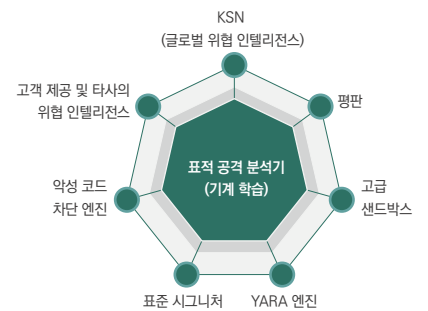 KSN
(글로벌 위협 인텔리전스)
고객 제공 및 타사의
위협 인텔리전스
평판
표적 공격 분석기
(기계 학습)
악성 코드
차단 엔진
고급
샌드박스
표준 시그니처
YARA 엔진